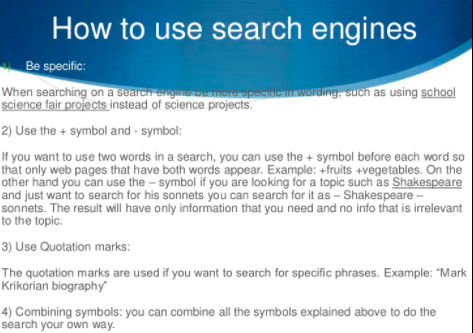 How to use search engines
1) Be specific:
When searching on a search engine be more specific in wording, such as using school
science fair projects instead of science projects.
2) Use the + symbol and - symbol:
If you want to use two words in a search, you can use the + symbol before each word so
that only web pages that have both words appear. Example: +fruits +vegetables. On the
other hand you can use the – symbol if you are looking for a topic such as Shakespeare
and just want to search for his sonnets you can search for it as – Shakespeare –
sonnets. The result will have only information that you need and no info that is irrelevant
to the topic.
3) Use Quotation marks:
The quotation marks are used if you want to search for specific phrases. Example: “Mark
Krikorian biography”
4) Combining symbols: you can combine all the symbols explained above to do the
search your own way.